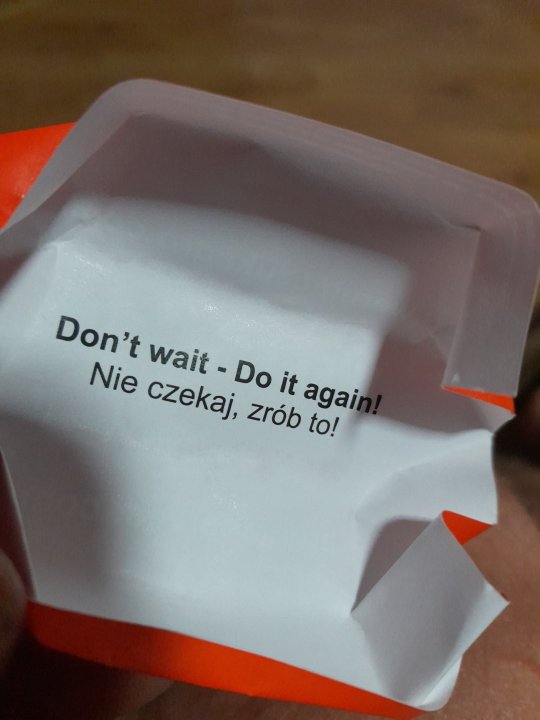 Don't wait - Do it again!
Nie czekaj, zrób to!